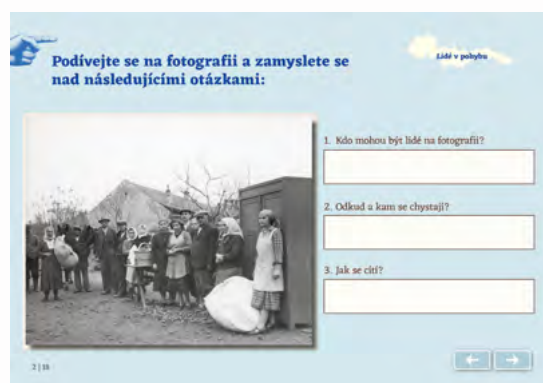 Podívejte se na fotografii a zamyslete se
nad následujícími otázkami:
Lidé v pohybu
1. Kdo mohou být lidé na fotografii?
2. Odkud a kam se chystají?
3. Jak se cítí?
2 | 18